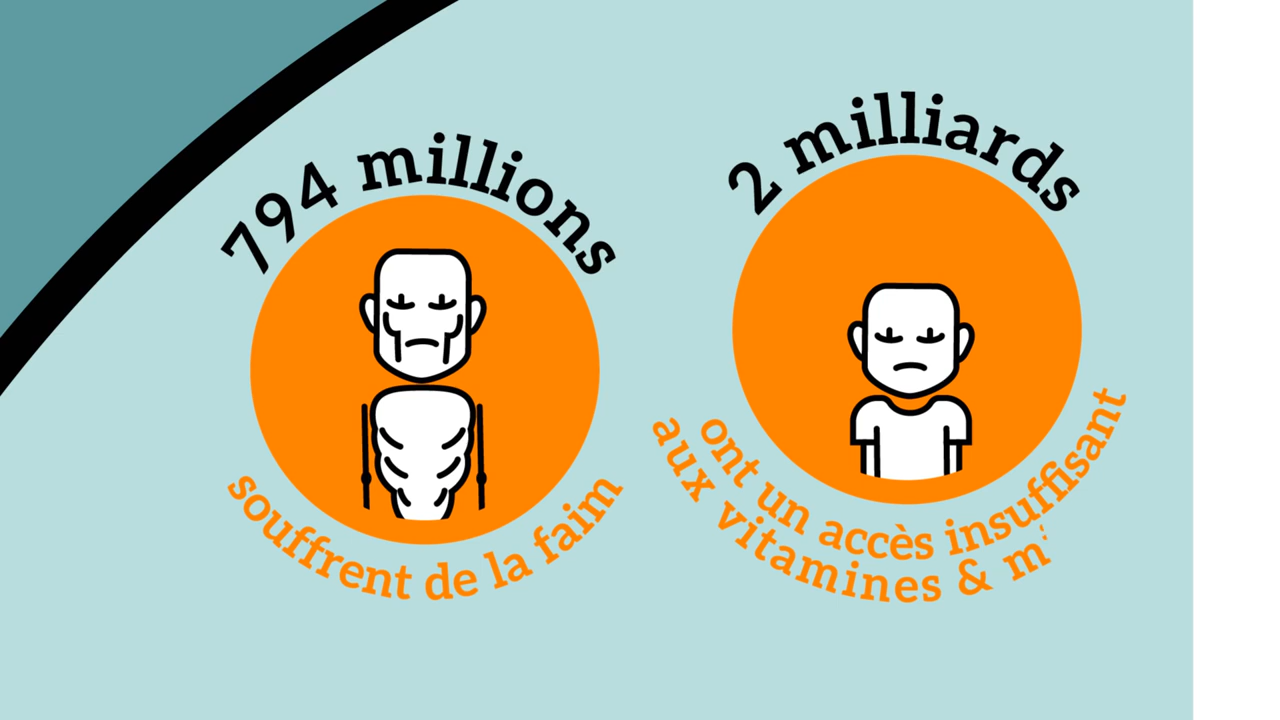 794 millions
souffrent de la faim
2 milliards
ont un accès insuffisant
aux vitamines &